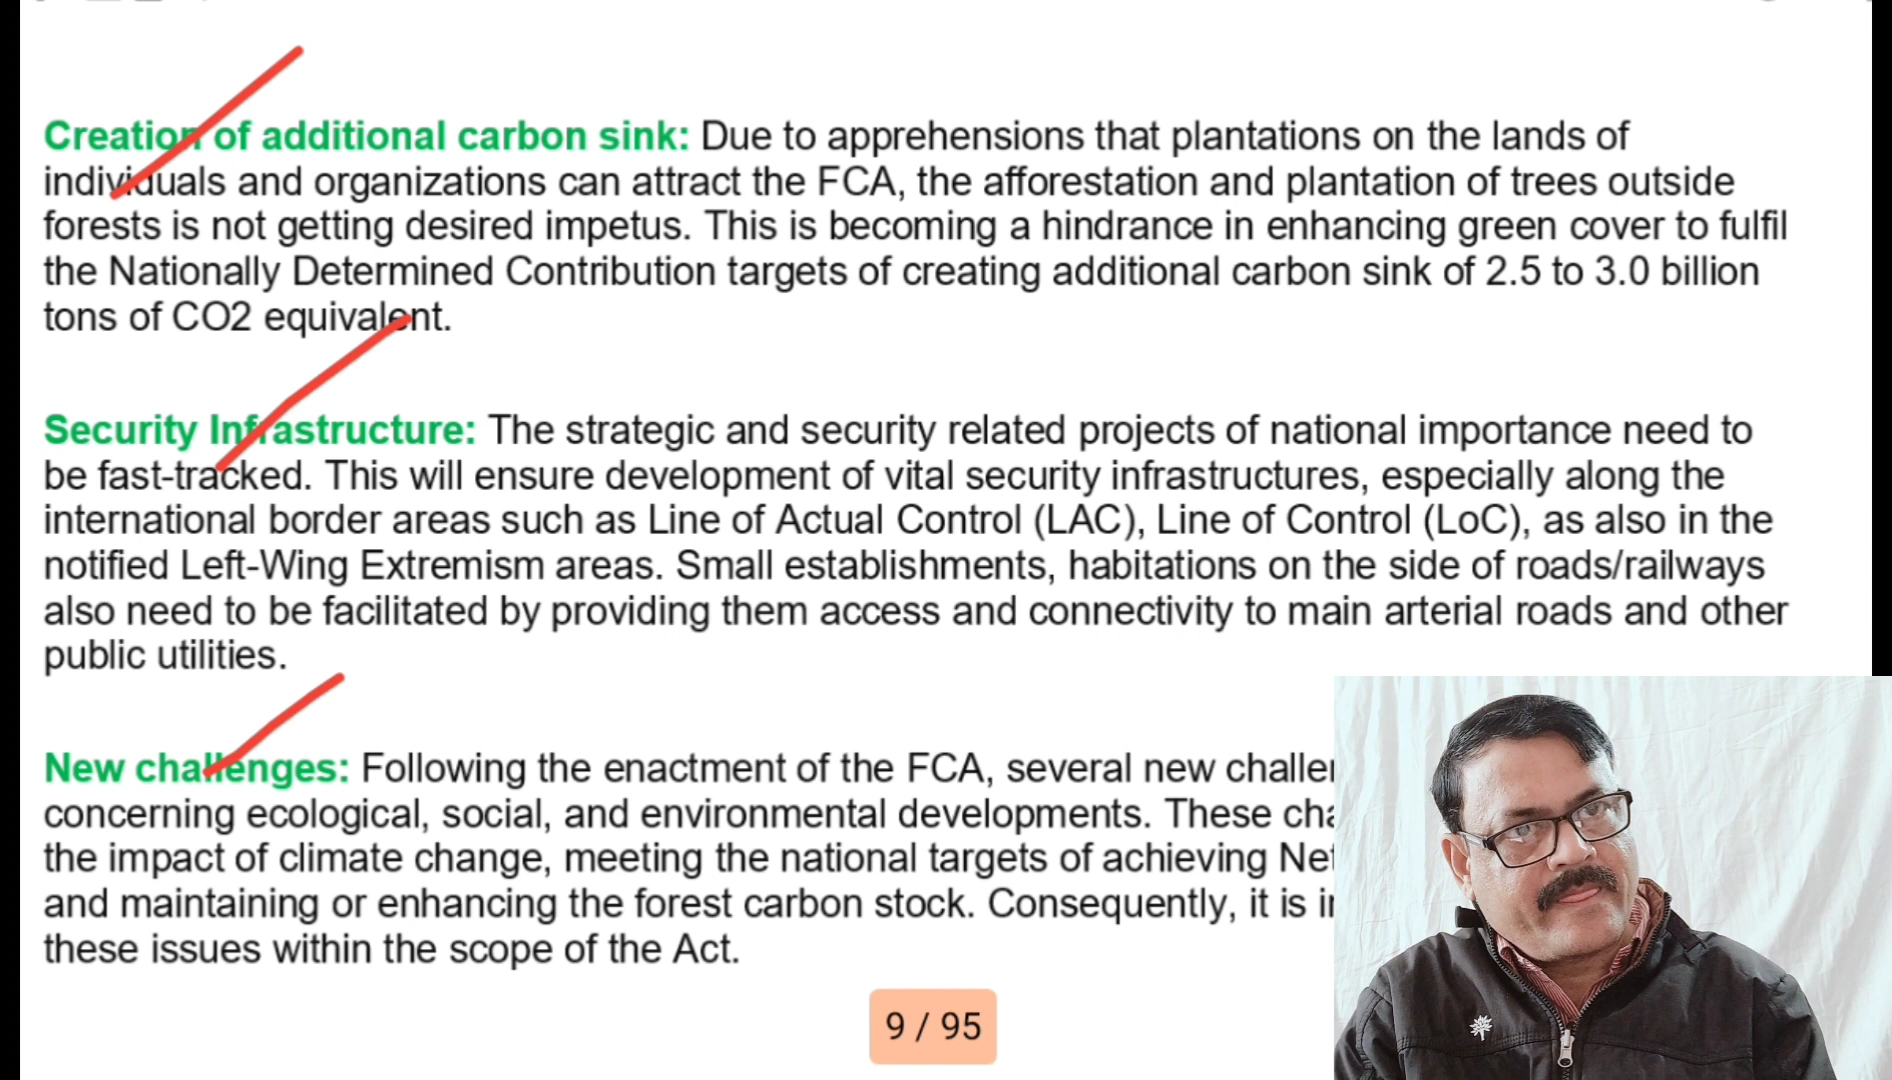 Creation of additional carbon sink: Due to apprehensions that plantations on the lands of
individuals and organizations can attract the FCA, the afforestation and plantation of trees outside
forests is not getting desired impetus. This is becoming a hindrance in enhancing green cover to fulfil
the Nationally Determined Contribution targets of creating additional carbon sink of 2.5 to 3.0 billion
tons of CO2 equivalent.
Security Infrastructure: The strategic and security related projects of national importance need to
be fast-tracked. This will ensure development of vital security infrastructures, especially along the
international border areas such as Line of Actual Control (LAC), Line of Control (LoC), as also in the
notified Left-Wing Extremism areas. Small establishments, habitations on the side of roads/railways
also need to be facilitated by providing them access and connectivity to main arterial roads and other
public utilities.
New challenges: Following the enactment of the FCA, several new
concerning ecological, social, and environmental developments. These
the impact of climate change, meeting the national targets of achieving
and maintaining or enhancing the forest carbon stock. Consequently, it is
these issues within the scope of the Act.
9 / 95